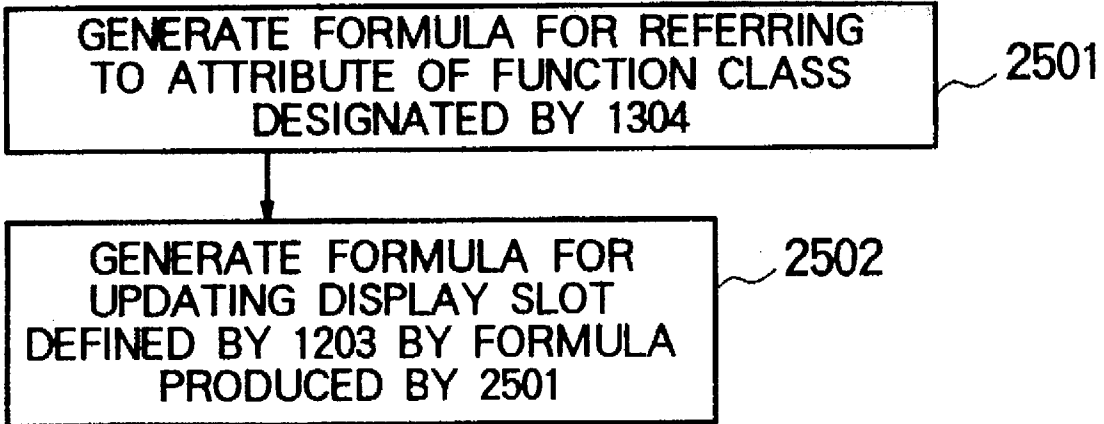 GENERATE FORMULA FOR REFERRING
TO ATTRIBUTE OF FUNCTION CLASS
DESIGNATED BY 1304
2501
GENERATE FORMULA FOR
UPDATING DISPLAY SLOT
DEFINED BY 1203 BY FORMULA
PRODUCED BY 2501
2502